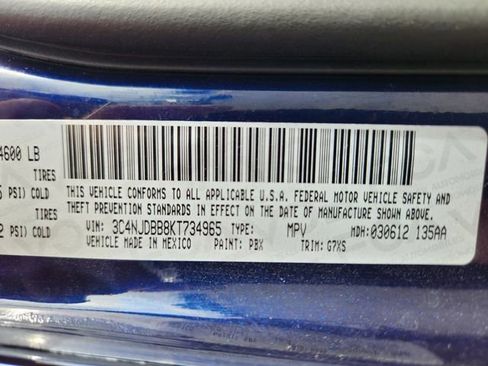 4600 LB
TIRES
PSI) COLD
TIRES
PSI) COLD
THIS VEHICLE CONFORMS TO ALL APPLICABLE U.S.A. FEDERAL MOTOR VEHICLE SAFETY AND
THEFT PREVENTION STANDARDS IN EFFECT ON THE DATE OF MANUFACTURE SHOWN ABOVE.
VIN: 3C4NJDBB8KT734965 TYPE: MPV MDH: 030612 135AA
VEHICLE MADE IN MEXICO PAINT: PBX TRIM: G7XS